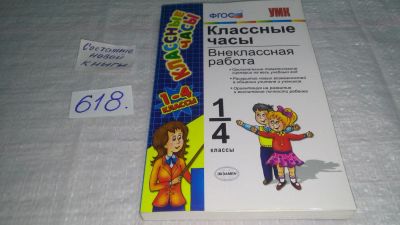 Состояние
новой
книги
618.
КЛАССНЫЕ
ЧАСЫ
1-4
КЛАССЫ
ФГОС
УМК
Классные
часы
Внеклассная
работа
1/4
классы
ЭКЗАМЕН